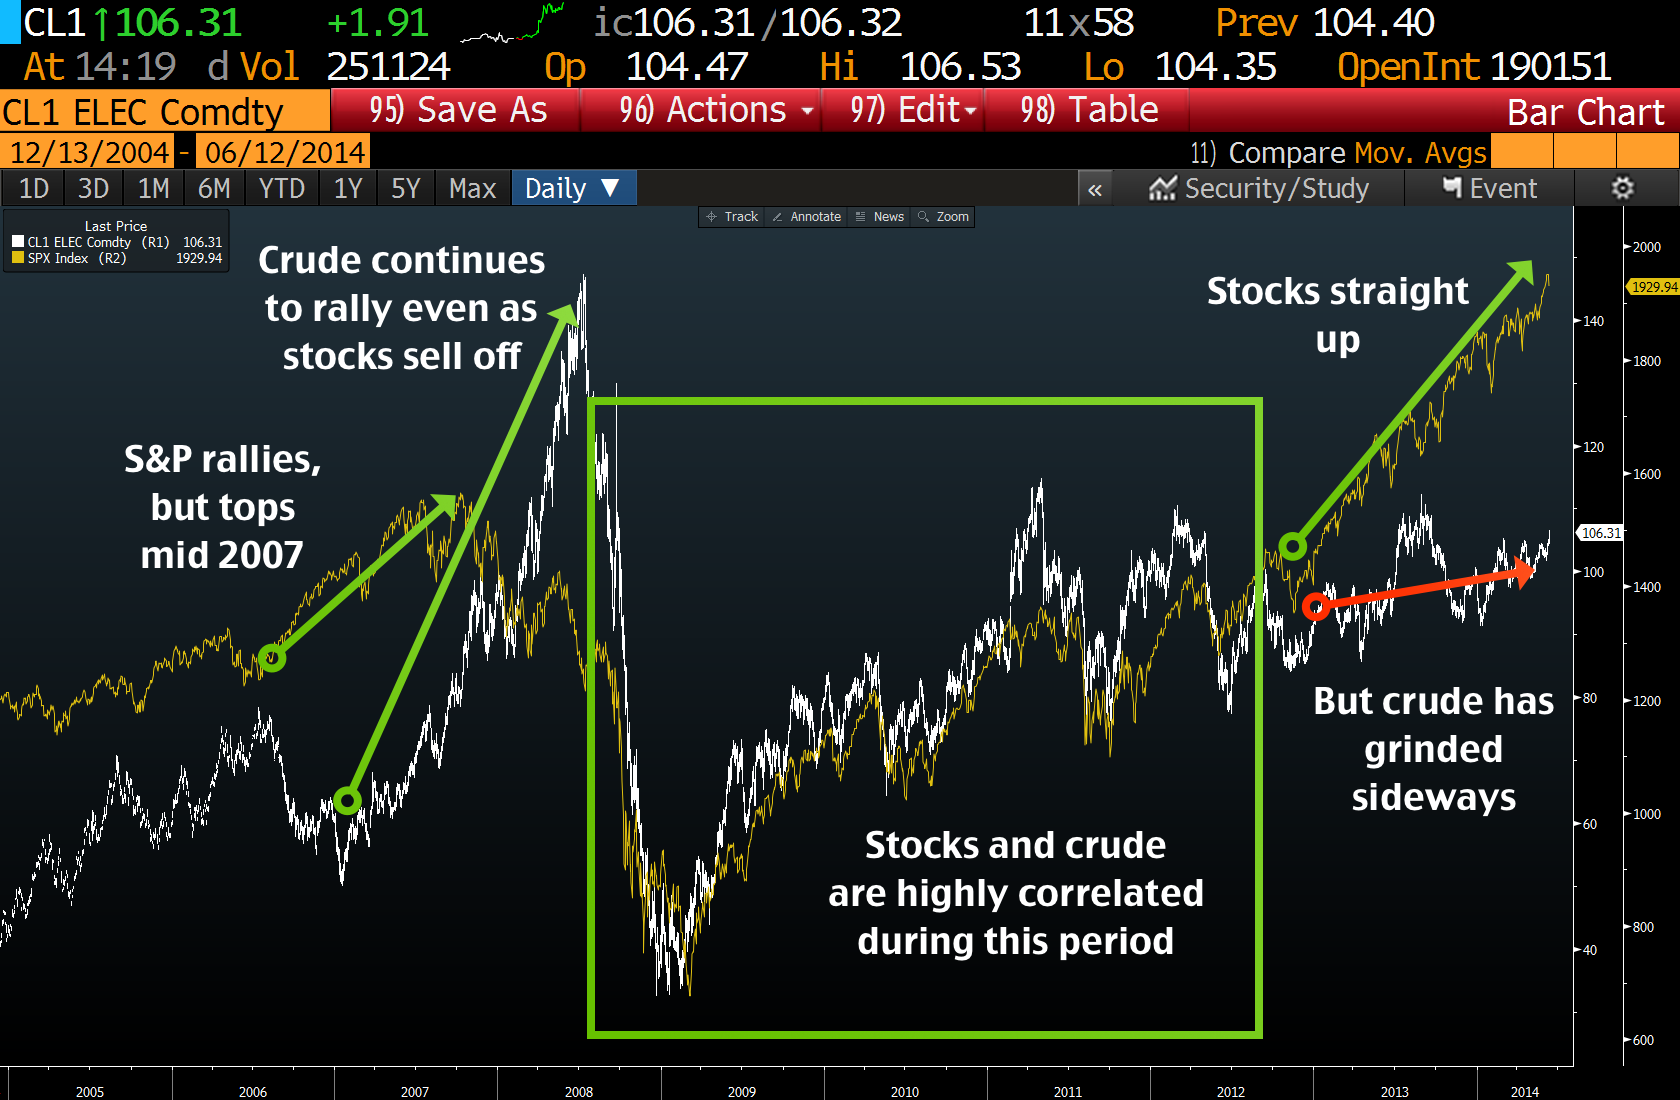 CL1 ↑106.31 +1.91 ic106.31/106.32 11x58 Prev 104.40
At 14:19 d Vol 251124 Op 104.47 Hi 106.53 Lo 104.35 OpenInt 190151
CL1 ELEC Comdty 95) Save As 96) Actions 97) Edit 98) Table Bar Chart
12/13/2004 - 06/12/2014 11) Compare Mov. Avgs
1D 3D 1M 6M YTD 1Y 5Y Max Daily ▼ « Security/Study Event
Track Annotate News Zoom
Last Price
CL1 ELEC Comdty (R1) 106.31
SPX Index (R2) 1929.94
Crude continues
to rally even as
stocks sell off
S&P rallies,
but tops
mid 2007
Stocks straight
up
But crude has
grinded
sideways
Stocks and crude
are highly correlated
during this period
140
120
106.31
100
80
60
40
2000
1929.94
1800
1600
1400
1200
1000
800
600
2005 2006 2007 2008 2009 2010 2011 2012 2013 2014